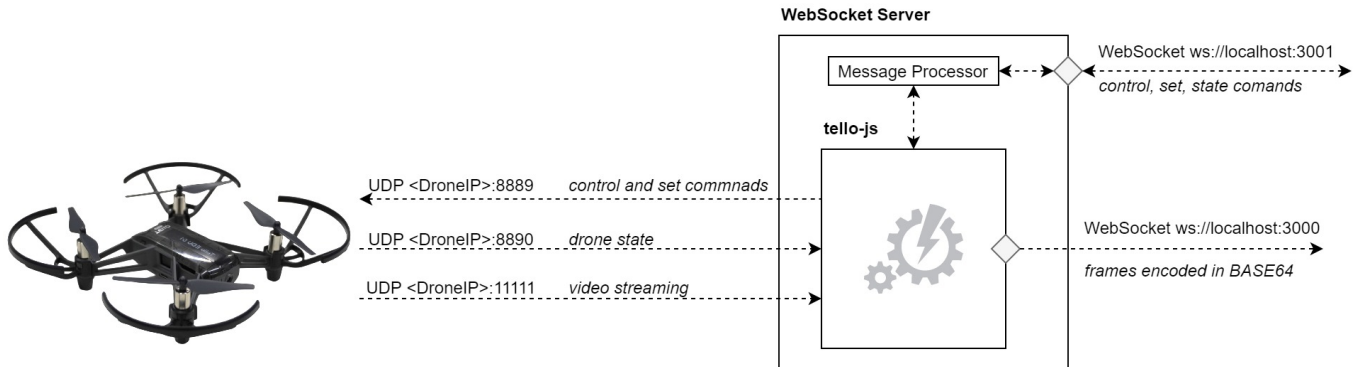 WebSocket Server
WebSocket ws://localhost:3001
Message Processor
control, set, state comands
tello-js
UDP <DroneIP>:8889 control and set commnads
WebSocket ws://localhost:3000
UDP <DroneIP>:8890 drone state
frames encoded in BASE64
UDP <DroneIP>:11111 video streaming